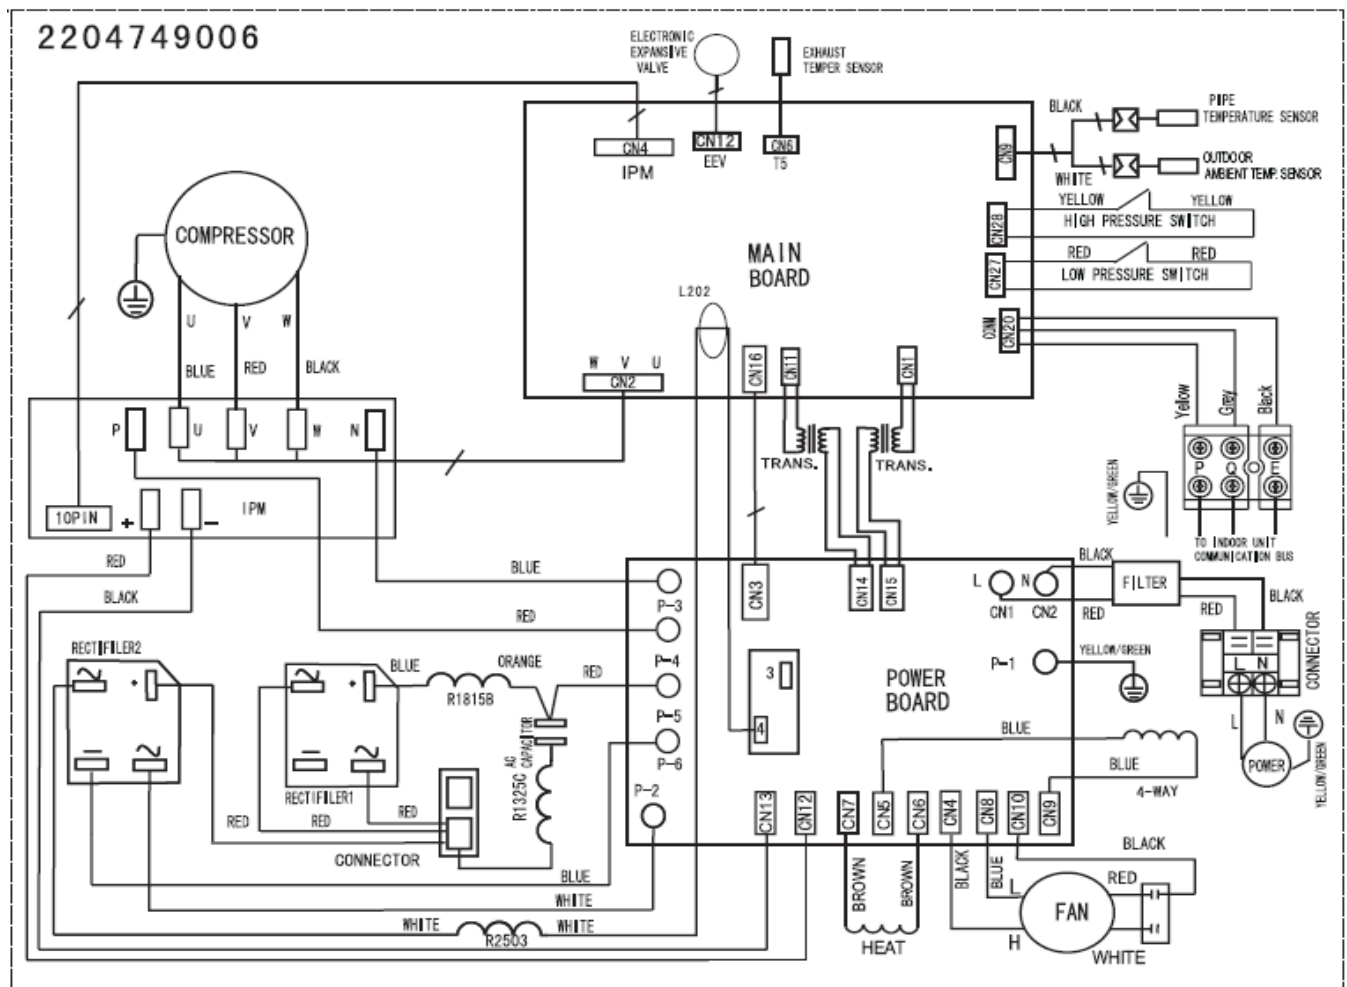 2204749006
ELECTRONIC
EXPANSIVE
VALVE
EXHAUST
TEMPER SENSOR
CN4
IPM
CN12
EEV
CN6
T5
CN9
BLACK
PIPE
TEMPERATURE SENSOR
WHITE
OUTDOOR
AMBIENT TEMP. SENSOR
CN28
YELLOW
YELLOW
HIGH PRESSURE SWITCH
CN27
RED
RED
LOW PRESSURE SWITCH
COMM
CN20
MAIN
BOARD
L202
COMPRESSOR
U
V
W
BLUE
RED
BLACK
W V U
CN2
CN16
CN11
CN1
TRANS.
TRANS.
P
U
V
W
N
10PIN
+
−
IPM
Yellow
Grey
Black
P
Q
E
YELLOW/GREEN
TO INDOOR UNIT
COMMUNICATION BUS
RED
BLACK
BLUE
RED
P-3
P-4
P-5
P-6
P-2
CN3
CN14
CN15
L
N
CN1
CN2
BLACK
RED
FILTER
RED
BLACK
CONNECTOR
L N
L
N
POWER
YELLOW/GREEN
P-1
YELLOW/GREEN
POWER
BOARD
3
4
RECTIFILER2
+
RECTIFILER1
+
BLUE
R1815B
ORANGE
RED
AC
CAPACITOR
R1325C
RED
RED
RED
CONNECTOR
BLUE
WHITE
WHITE
R2503
WHITE
CN13
CN12
CN7
CN5
CN6
CN4
CN8
CN10
CN9
BLUE
BLUE
4-WAY
BROWN
BROWN
HEAT
BLACK
BLUE
L
H
FAN
RED
WHITE
BLACK